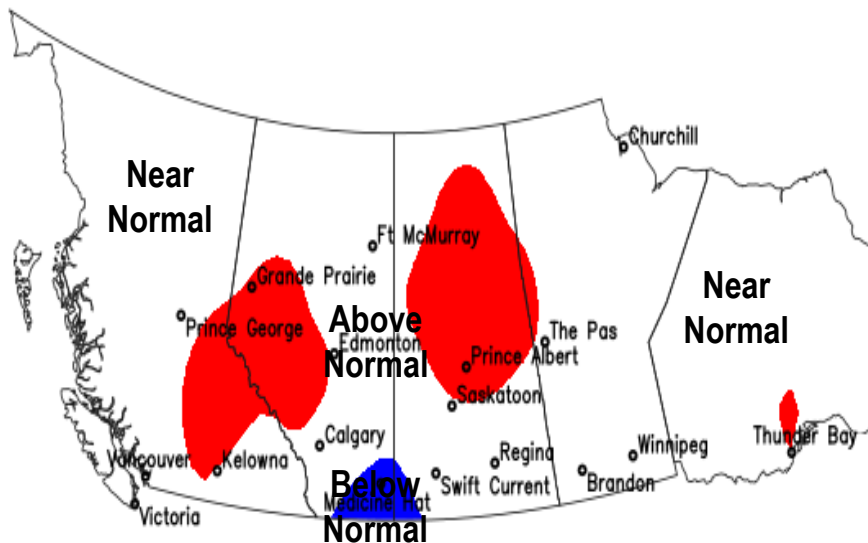 Churchill
Near
Normal
Ft McMurray
Grande Prairie
Near
Normal
Prince George
Above
Normal
Edmonton
The Pas
Prince Albert
Saskatoon
Thunder Bay
Calgary
Winnipeg
Regina
Vancouver
Kelowna
Swift Current
Brandon
Below
Normal
Medicine Hat
Victoria